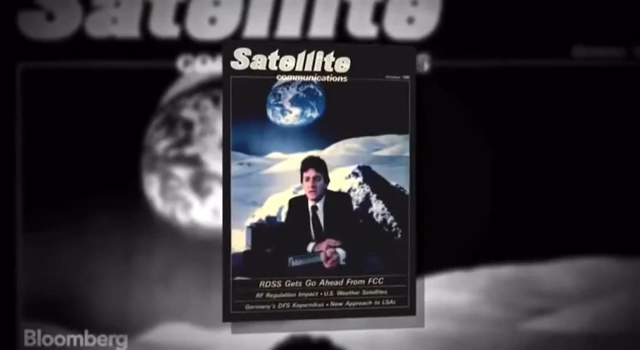 Satellite
Satellite
communications
RDSS Gets Go Ahead From FCC
RF Regulation Impact • U.S. Weather Satellites
Germany's DFS Kopernikus • New Approach to LSAs
Bloomberg